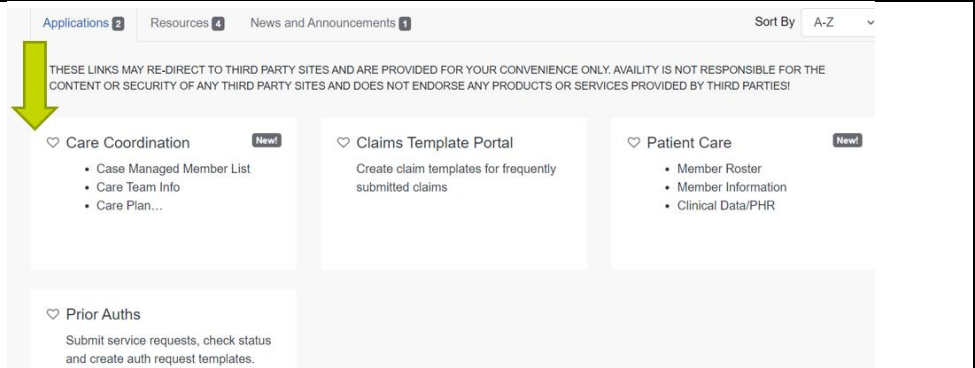 Applications 2 Resources 4 News and Announcements 1 Sort By A-Z
THESE LINKS MAY RE-DIRECT TO THIRD PARTY SITES AND ARE PROVIDED FOR YOUR CONVENIENCE ONLY. AVAILITY IS NOT RESPONSIBLE FOR THE
CONTENT OR SECURITY OF ANY THIRD PARTY SITES AND DOES NOT ENDORSE ANY PRODUCTS OR SERVICES PROVIDED BY THIRD PARTIES!
Care Coordination New!
• Case Managed Member List
• Care Team Info
• Care Plan…
Claims Template Portal
Create claim templates for frequently
submitted claims
Patient Care New!
• Member Roster
• Member Information
• Clinical Data/PHR
Prior Auths
Submit service requests, check status
and create auth request templates.